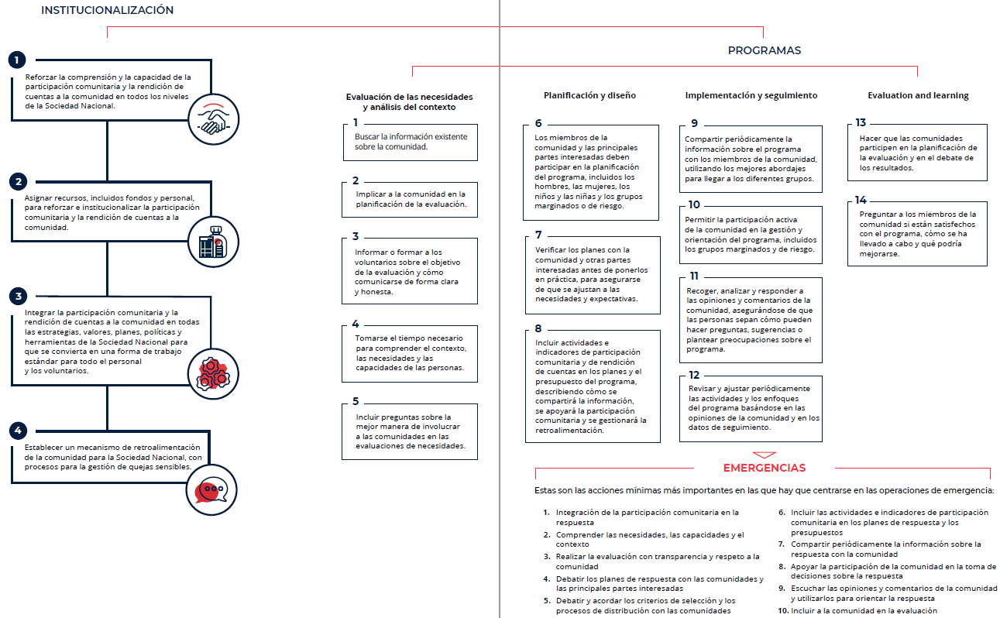 INSTITUCIONALIZACIÓN
1
Reforzar la comprensión y la capacidad de la
participación comunitaria y la rendición de
cuentas a la comunidad en todos los niveles
de la Sociedad Nacional.
2
Asignar recursos, incluidos fondos y personal,
para reforzar e institucionalizar la participación
comunitaria y la rendición de cuentas a la
comunidad.
3
Integrar la participación comunitaria y la
rendición de cuentas a la comunidad en todas
las estrategias, valores, planes, políticas y
herramientas de la Sociedad Nacional para
que se convierta en una forma de trabajo
estándar para todo el personal
y los voluntarios.
4
Establecer un mecanismo de retroalimentación
de la comunidad para la Sociedad Nacional, con
procesos para la gestión de quejas sensibles.
PROGRAMAS
Evaluación de las necesidades
y análisis del contexto
1
Buscar la información existente
sobre la comunidad.
2
Implicar a la comunidad en la
planificación de la evaluación.
3
Informar o formar a los
voluntarios sobre el objetivo
de la evaluación y cómo
comunicarse de forma clara
y honesta.
4
Tomarse el tiempo necesario
para comprender el contexto,
las necesidades y las
capacidades de las personas.
5
Incluir preguntas sobre la
mejor manera de involucrar
a las comunidades en las
evaluaciones de necesidades.
Planificación y diseño
6
Los miembros de la
comunidad y las principales
partes interesadas deben
participar en la planificación
del programa, incluidos los
hombres, las mujeres, los
niños y las niñas y los grupos
marginados o de riesgo.
7
Verificar los planes con la
comunidad y otras partes
interesadas antes de ponerlos
en práctica, para asegurarse
de que se ajustan a las
necesidades y expectativas.
8
Incluir actividades e
indicadores de participación
comunitaria y de rendición
de cuentas en los planes y el
presupuesto del programa,
describiendo cómo se
compartirá la información,
se apoyará la participación
comunitaria y se gestionará la
retroalimentación.
Implementación y seguimiento
9
Compartir periódicamente la
información sobre el programa
con los miembros de la comunidad,
utilizando los mejores abordajes
para llegar a los diferentes grupos.
10
Permitir la participación activa
de la comunidad en la gestión y
orientación del programa, incluidos
los grupos marginados y de riesgo.
11
Recoger, analizar y responder a
las opiniones y comentarios de la
comunidad, asegurándose de que
las personas sepan cómo pueden
hacer preguntas, sugerencias o
plantear preocupaciones sobre el
programa.
12
Revisar y ajustar periódicamente
las actividades y los enfoques
del programa basándose en las
opiniones de la comunidad y en los
datos de seguimiento.
Evaluation and learning
13
Hacer que las comunidades
participen en la planificación de
la evaluación y en el debate de
los resultados.
14
Preguntar a los miembros de la
comunidad si están satisfechos
con el programa, cómo se ha
llevado a cabo y qué podría
mejorarse.
EMERGENCIAS
Estas son las acciones mínimas más importantes en las que hay que centrarse en las operaciones de emergencia:
1. Integración de la participación comunitaria en la
respuesta
2. Comprender las necesidades, las capacidades y el
contexto
3. Realizar la evaluación con transparencia y respeto a la
comunidad
4. Debatir los planes de respuesta con las comunidades y
las principales partes interesadas
5. Debatir y acordar los criterios de selección y los
procesos de distribución con las comunidades
6. Incluir las actividades e indicadores de participación
comunitaria en los planes de respuesta y los
presupuestos
7. Compartir periódicamente la información sobre la
respuesta con la comunidad
8. Apoyar la participación de la comunidad en la toma de
decisiones sobre la respuesta
9. Escuchar las opiniones y comentarios de la comunidad
y utilizarlos para orientar la respuesta
10. Incluir a la comunidad en la evaluación